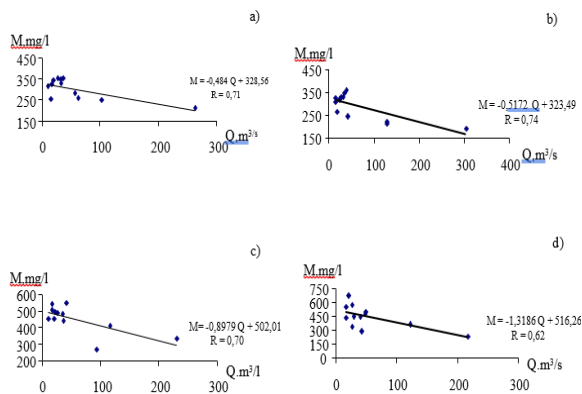 a)
M.mg/l
450
350
250
150
M = -0,484 Q + 328,56
R = 0,71
0
100
200
300
Q.m³/s
b)
M.mg/l
450
350
250
150
M = -0.5172 Q + 323,49
R = 0,74
0
100
200
300
400
Q.m³/s
c)
M.mg/l
600
500
400
300
200
M= -0,8979Q + 502,01
R = 0,70
0
100
200
300
Q.m³/l
d)
M.mg/l
750
600
450
300
150
0
M = -1,3186 Q + 516,26
R = 0,62
0
100
200
300
Q.m³/s